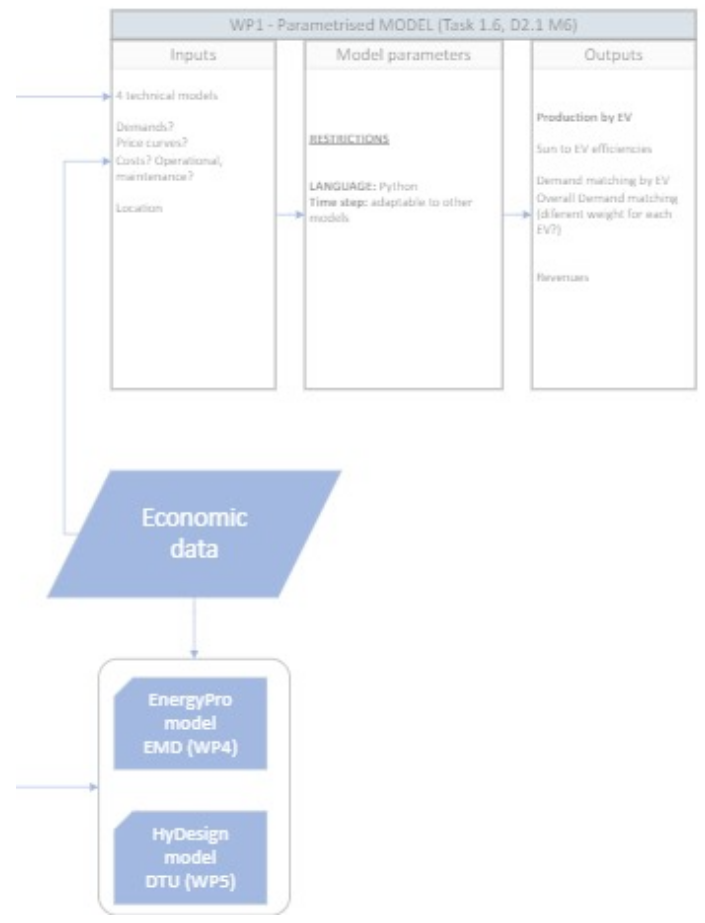 WP1 - Parametrised MODEL (Task 1.6, D2.1 M6)
Inputs
4 technical models
Demands?
Price curves?
Costs? Operational,
maintenance?
Location
Model parameters
RESTRICTIONS
LANGUAGE: Python
Time step: adaptable to other
models
Outputs
Production by EV
Sun to EV efficiencies
Demand matching by EV
Overall Demand matching
(diferent weight for each
EV?)
Revenues
Economic
data
EnergyPro
model
EMD (WP4)
HyDesign
model
DTU (WP5)